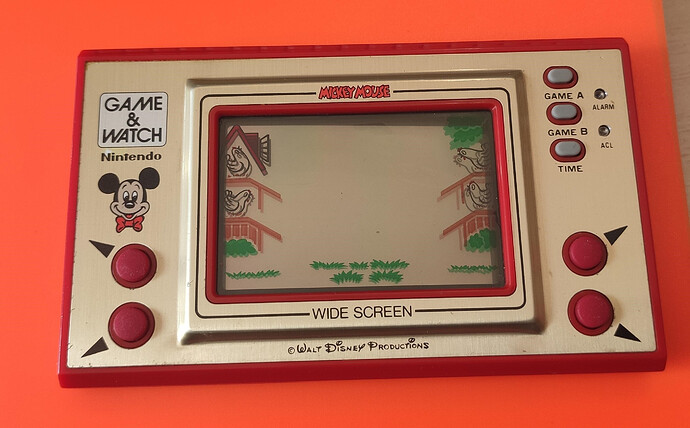 MICKEY MOUSE
GAME
&
WATCH
Nintendo
GAME A
ALARM
GAME B
ACL
TIME
WIDE SCREEN
© WALT DISNEY PRODUCTIONS